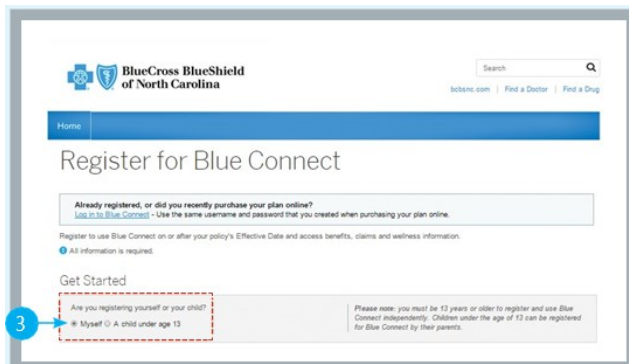 BlueCross BlueShield
of North Carolina
Search
bcbsnc.com | Find a Doctor | Find a Drug
Home
Register for Blue Connect
Already registered, or did you recently purchase your plan online?
Log in to Blue Connect - Use the same username and password that you created when purchasing your plan online.
Register to use Blue Connect on or after your policy's Effective Date and access benefits, claims and wellness information.
All information is required.
Get Started
Are you registering yourself or your child?
Myself A child under age 13
Please note: you must be 13 years or older to register and use Blue
Connect independently. Children under the age of 13 can be registered
for Blue Connect by their parents.
3